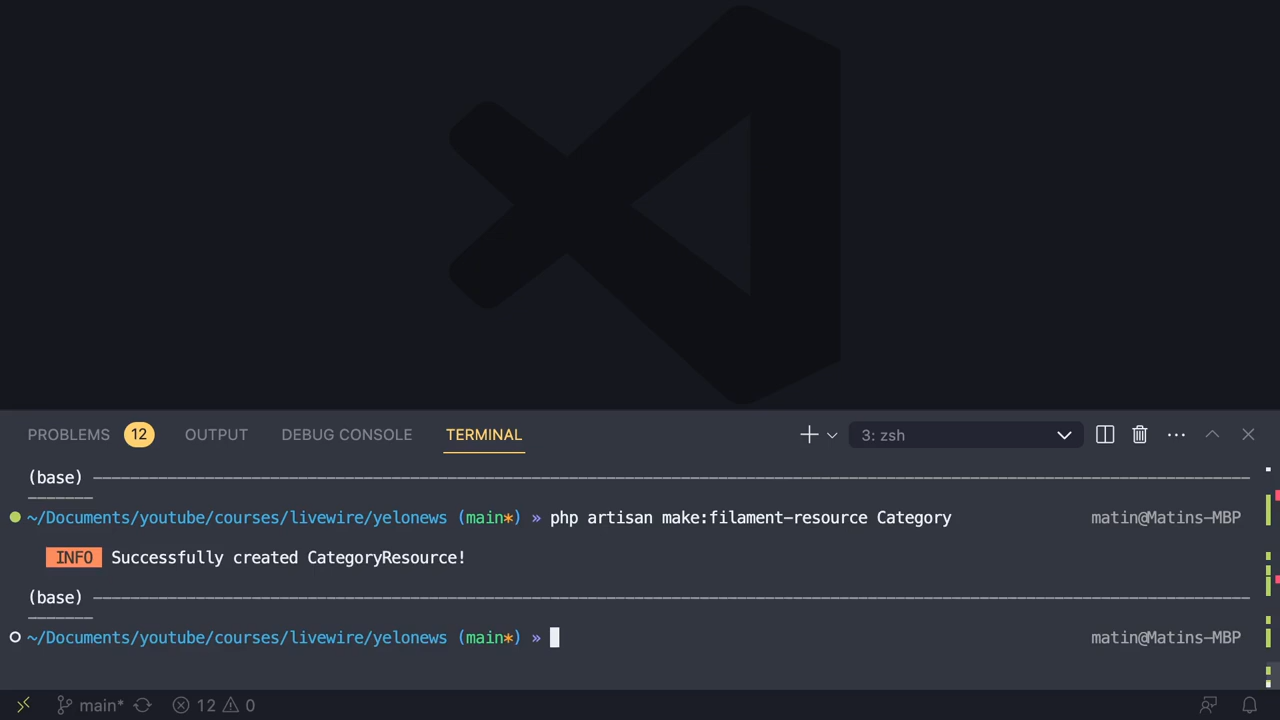 PROBLEMS 12 OUTPUT DEBUG CONSOLE TERMINAL 3: zsh
(base) ----------
~/Documents/youtube/courses/livewire/yelonews (main*) » php artisan make:filament-resource Category matin@Matins-MBP
INFO Successfully created CategoryResource!
(base) ----------
~/Documents/youtube/courses/livewire/yelonews (main*) » matin@Matins-MBP
main* 12 0